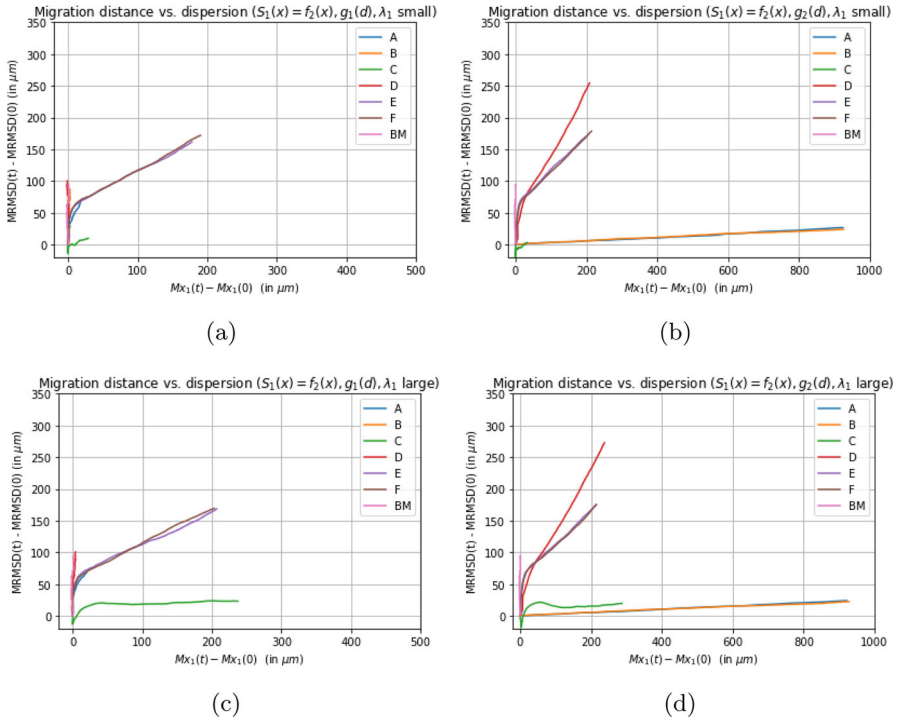 Migration distance vs. dispersion (S₁(x) = f₂(x), g₁(d), λ₁ small)
MRMSD(t) - MRMSD(0) (in μm)
350
300
250
200
150
100
50
0
A
B
C
D
E
F
BM
0 100 200 300 400 500
Mx₁(t) − Mx₁(0) (in μm)
(a)
Migration distance vs. dispersion (S₁(x) = f₂(x), g₂(d), λ₁ small)
MRMSD(t) - MRMSD(0) (in μm)
350
300
250
200
150
100
50
0
A
B
C
D
E
F
BM
0 200 400 600 800 1000
Mx₁(t) − Mx₁(0) (in μm)
(b)
Migration distance vs. dispersion (S₁(x) = f₂(x), g₁(d), λ₁ large)
MRMSD(t) - MRMSD(0) (in μm)
350
300
250
200
150
100
50
0
A
B
C
D
E
F
BM
0 100 200 300 400 500
Mx₁(t) − Mx₁(0) (in μm)
(c)
Migration distance vs. dispersion (S₁(x) = f₂(x), g₂(d), λ₁ large)
MRMSD(t) - MRMSD(0) (in μm)
350
300
250
200
150
100
50
0
A
B
C
D
E
F
BM
0 200 400 600 800 1000
Mx₁(t) − Mx₁(0) (in μm)
(d)